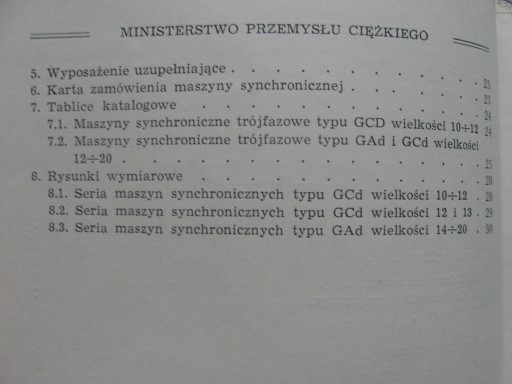 MINISTERSTWO PRZEMYSŁU CIĘŻKIEGO
5. Wyposażenie uzupełniające . . . . . . . . . . . 23
6. Karta zamówienia maszyny synchronicznej . . . . . . 23
7. Tablice katalogowe . . . . . . . . . . . . 24
7.1. Maszyny synchroniczne trójfazowe typu GCD wielkości 10÷12 24
7.2. Maszyny synchroniczne trójfazowe typu GAd i GCd wielkości
12÷20 . . . . . . . . . . . . . . . . 25
8. Rysunki wymiarowe . . . . . . . . . . . . 28
8.1. Seria maszyn synchronicznych typu GCd wielkości 10÷12 . 28
8.2. Seria maszyn synchronicznych typu GCd wielkości 12 i 13 . 29
8.3. Seria maszyn synchronicznych typu GAd wielkości 14÷20 . 30